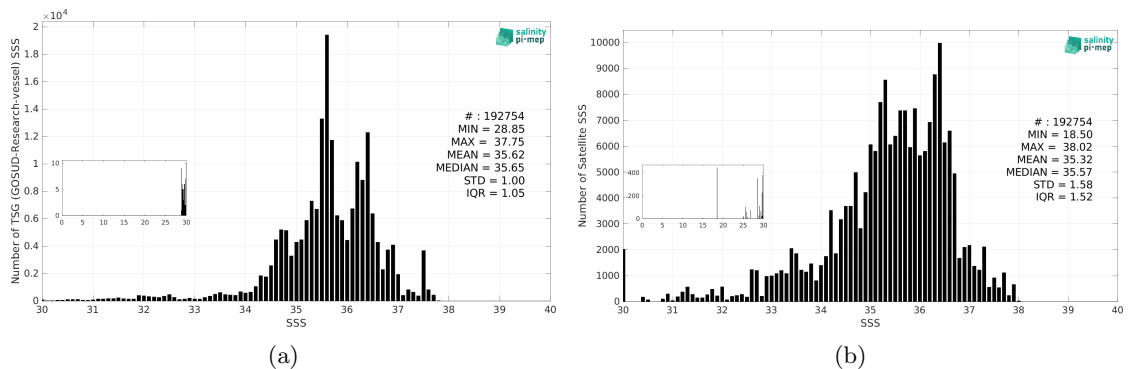 ×10⁴
Number of TSG (GOSUD-Research-vessel) SSS
2
1.8
1.6
1.4
1.2
1
0.8
0.6
0.4
0.2
0
30 31 32 33 34 35 36 37 38 39 40
SSS
salinity
pi-mep
# : 192754
MIN = 28.85
MAX = 37.75
MEAN = 35.62
MEDIAN = 35.65
STD = 1.00
IQR = 1.05
10
5
0
0 5 10 15 20 25 30
(a)
Number of Satellite SSS
10000
9000
8000
7000
6000
5000
4000
3000
2000
1000
0
30 31 32 33 34 35 36 37 38 39 40
SSS
salinity
pi-mep
# : 192754
MIN = 18.50
MAX = 38.02
MEAN = 35.32
MEDIAN = 35.57
STD = 1.58
IQR = 1.52
400
200
0
0 5 10 15 20 25 30
(b)